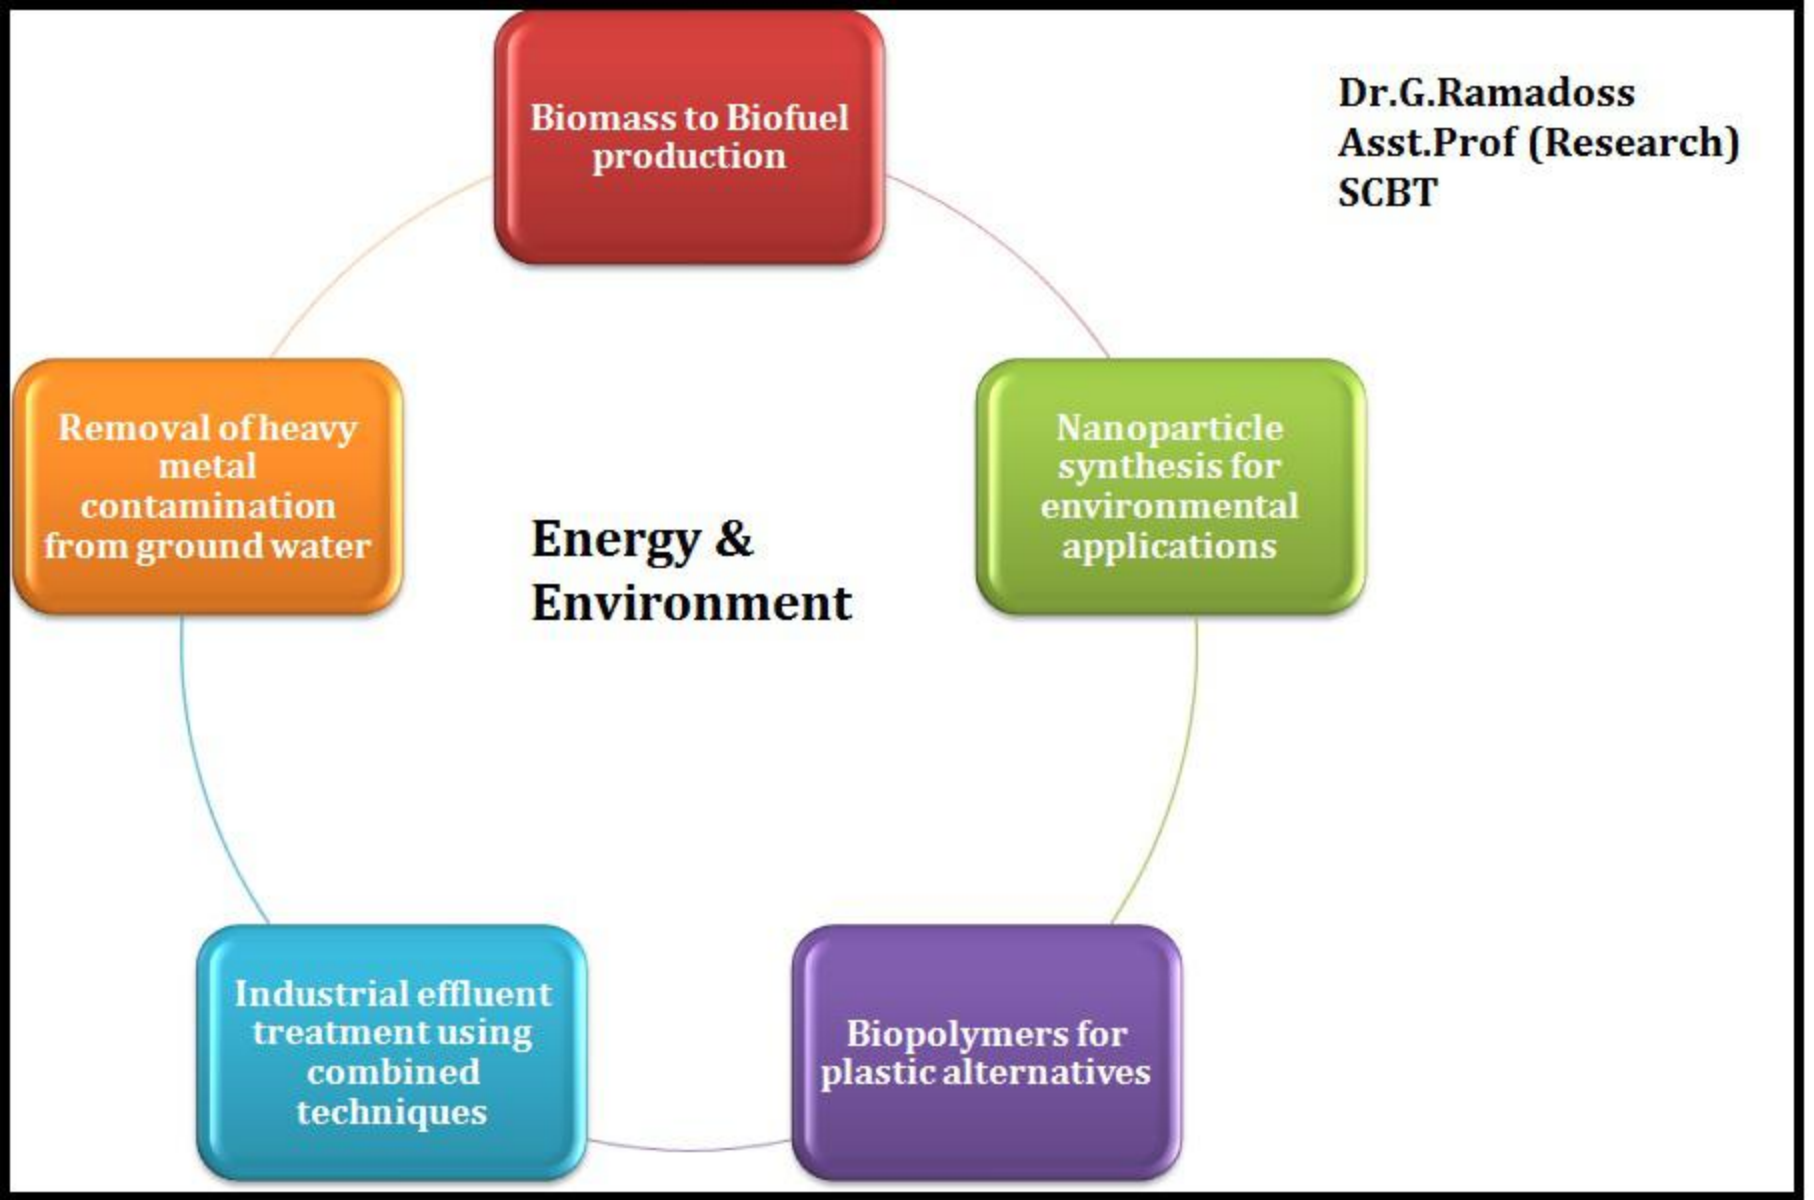 Biomass to Biofuel
production
Dr.G.Ramadoss
Asst.Prof (Research)
SCBT
Removal of heavy
metal
contamination
from ground water
Nanoparticle
synthesis for
environmental
applications
Energy &
Environment
Industrial effluent
treatment using
combined
techniques
Biopolymers for
plastic alternatives